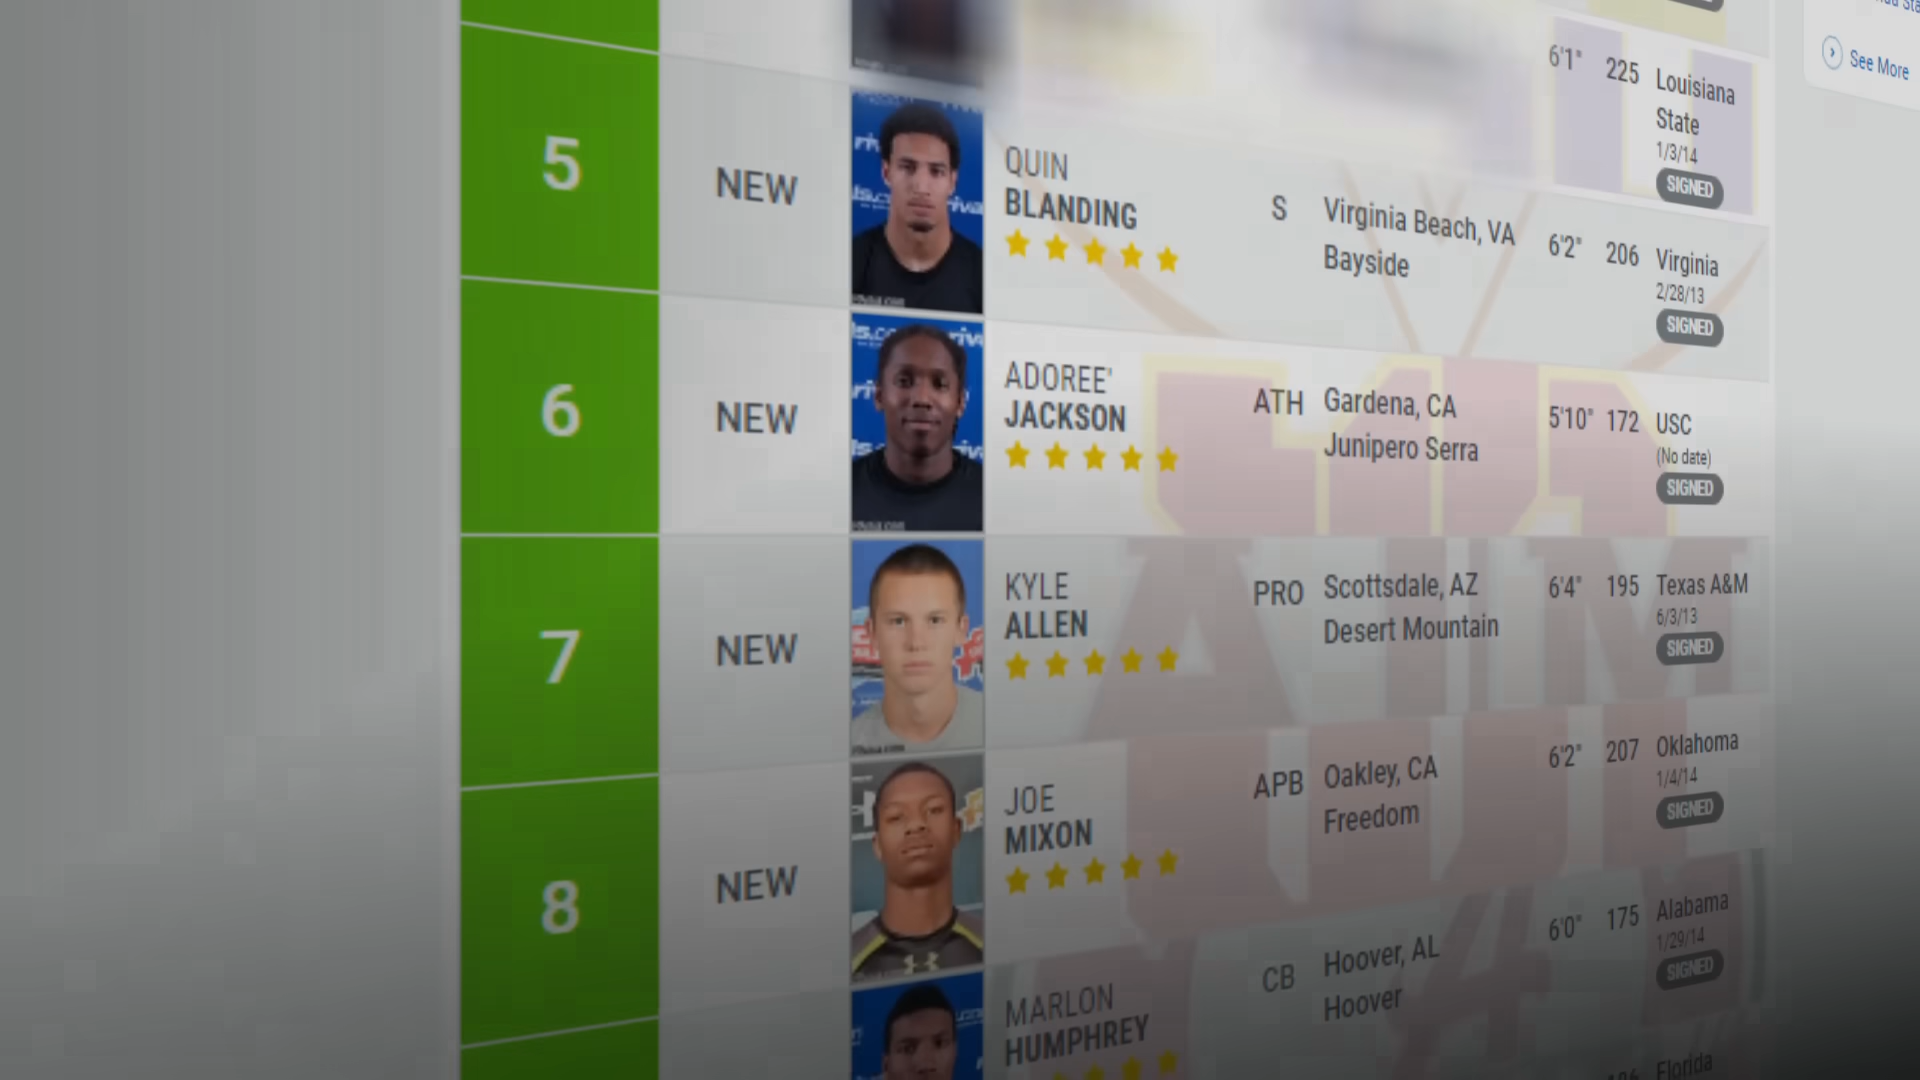 6'1" 225 Louisiana
State
1/3/14
SIGNED
See More
5 NEW QUIN
BLANDING
S Virginia Beach, VA
Bayside
6'2" 206 Virginia
2/28/13
SIGNED
6 NEW ADOREE'
JACKSON
ATH Gardena, CA
Junipero Serra
5'10" 172 USC
(No date)
SIGNED
7 NEW KYLE
ALLEN
PRO Scottsdale, AZ
Desert Mountain
6'4" 195 Texas A&M
6/3/13
SIGNED
8 NEW JOE
MIXON
APB Oakley, CA
Freedom
6'2" 207 Oklahoma
1/4/14
SIGNED
MARLON
HUMPHREY
CB Hoover, AL
Hoover
6'0" 175 Alabama
1/29/14
SIGNED
Florida